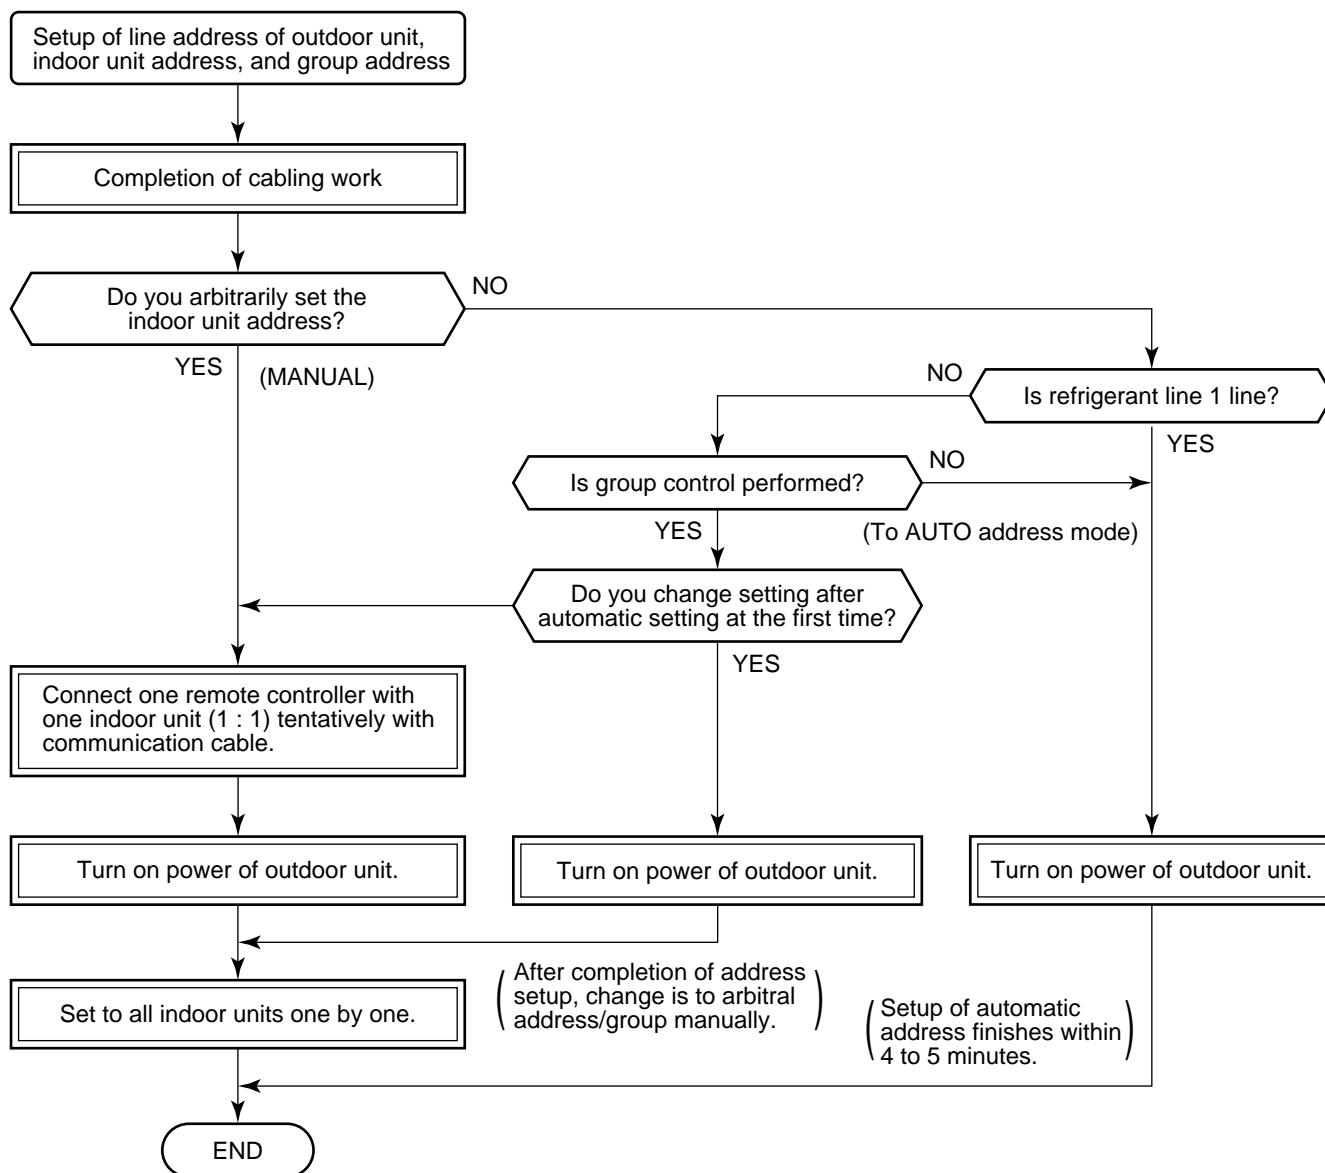 Setup of line address of outdoor unit,
indoor unit address, and group address
Completion of cabling work
Do you arbitrarily set the
indoor unit address?
NO
YES
(MANUAL)
NO
Is refrigerant line 1 line?
YES
Is group control performed?
NO
YES
(To AUTO address mode)
Do you change setting after
automatic setting at the first time?
YES
Connect one remote controller with
one indoor unit (1 : 1) tentatively with
communication cable.
Turn on power of outdoor unit.
Turn on power of outdoor unit.
Turn on power of outdoor unit.
(After completion of address
setup, change is to arbitral
address/group manually.)
Set to all indoor units one by one.
(Setup of automatic
address finishes within
4 to 5 minutes.)
END